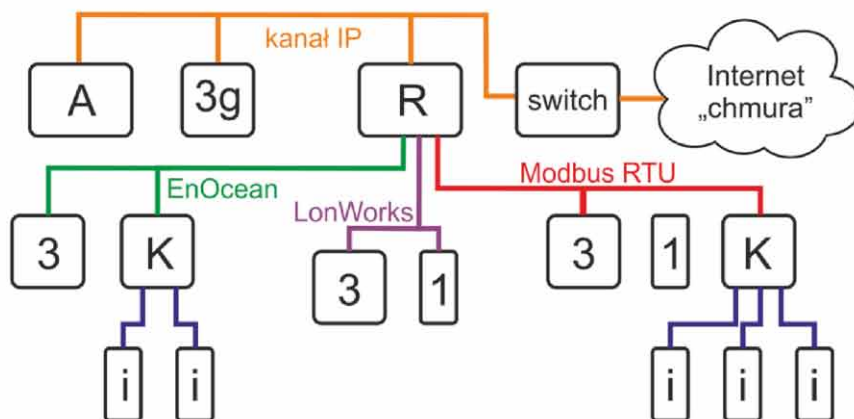 kanał IP
A
3g
R
switch
Internet
„chmura”
EnOcean
LonWorks
Modbus RTU
3
K
3
1
3
1
K
i
i
i
i
i